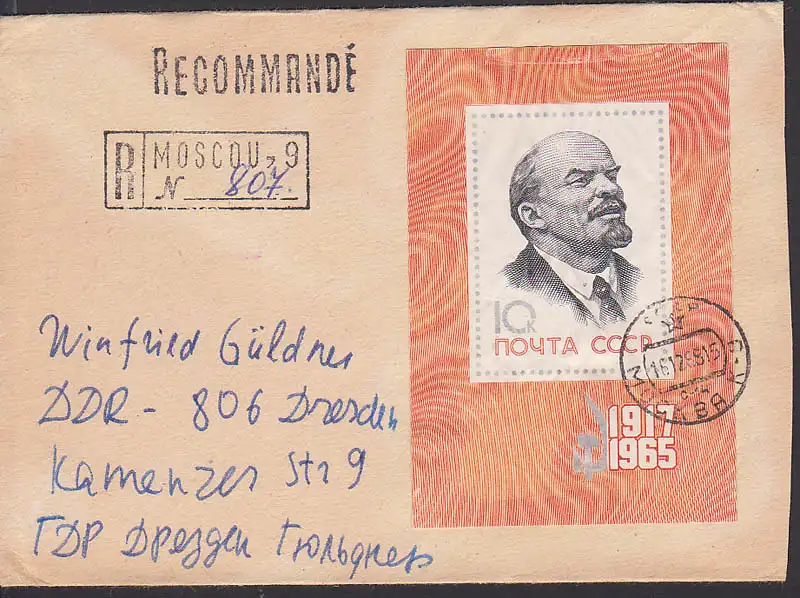 RECOMMANDÉ
R MOSCOU, 9
N 807.
Winfried Güldner
DDR - 806 Dresden
Kamenzer Str 9
ГДР Дрезден Гюльднер
10 К
ПОЧТА СССР
1917
1965
МОСКВА